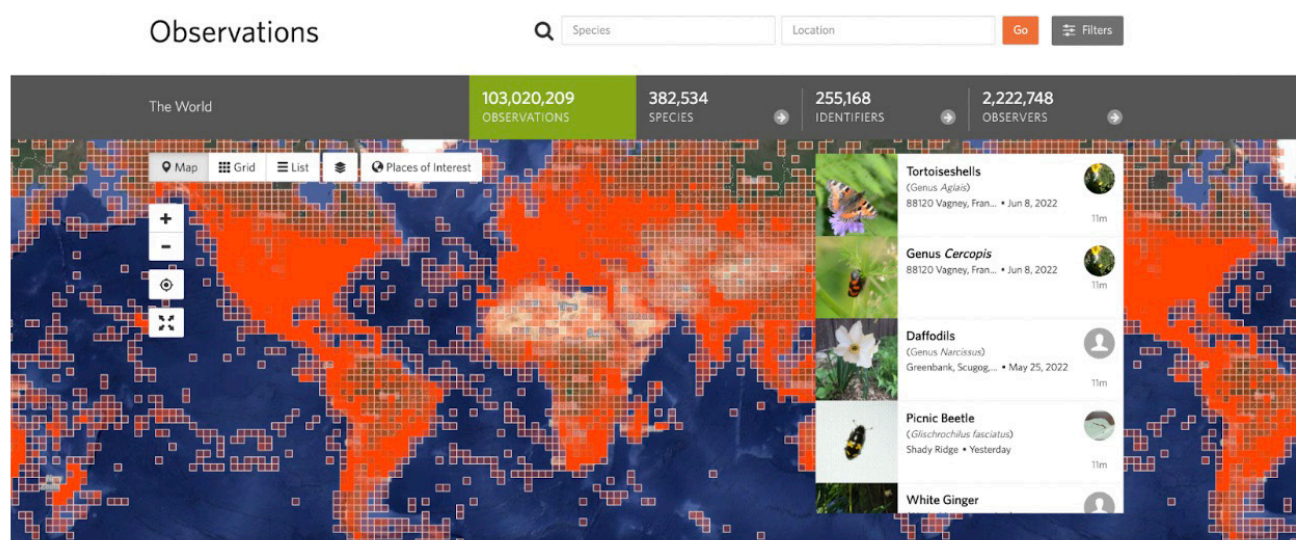 Observations
Species
Location
Go
Filters
The World
103,020,209
OBSERVATIONS
382,534
SPECIES
255,168
IDENTIFIERS
2,222,748
OBSERVERS
Map
Grid
List
Places of Interest
+
−
Tortoiseshells
(Genus Aglais)
88120 Vagney, Fran... • Jun 8, 2022
11m
Genus Cercopis
88120 Vagney, Fran... • Jun 8, 2022
11m
Daffodils
(Genus Narcissus)
Greenbank, Scugog,... • May 25, 2022
11m
Picnic Beetle
(Glischrochilus fasciatus)
Shady Ridge • Yesterday
11m
White Ginger